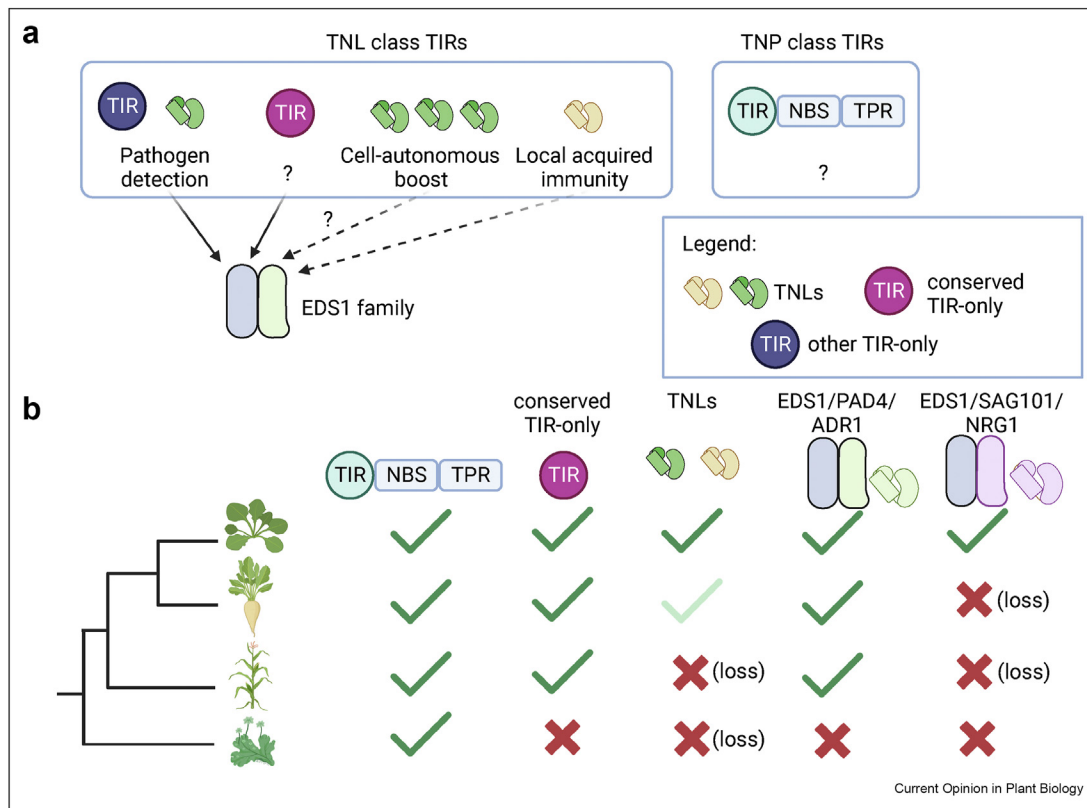 a
TNL class TIRs
TNP class TIRs
TIR
TIR
TIR NBS TPR
Pathogen
detection
?
Cell-autonomous
boost
Local acquired
immunity
?
?
EDS1 family
Legend:
TNLs
TIR
conserved
TIR-only
TIR
other TIR-only
b
conserved
TIR-only
TNLs
EDS1/PAD4/
ADR1
EDS1/SAG101/
NRG1
TIR NBS TPR
TIR
(loss)
(loss)
(loss)
(loss)
Current Opinion in Plant Biology